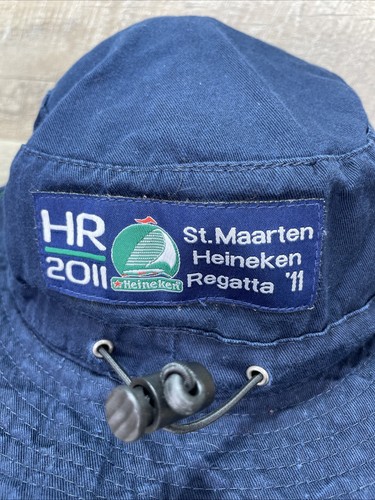 HR
2011
Heineken
St.Maarten
Heineken
Regatta '11